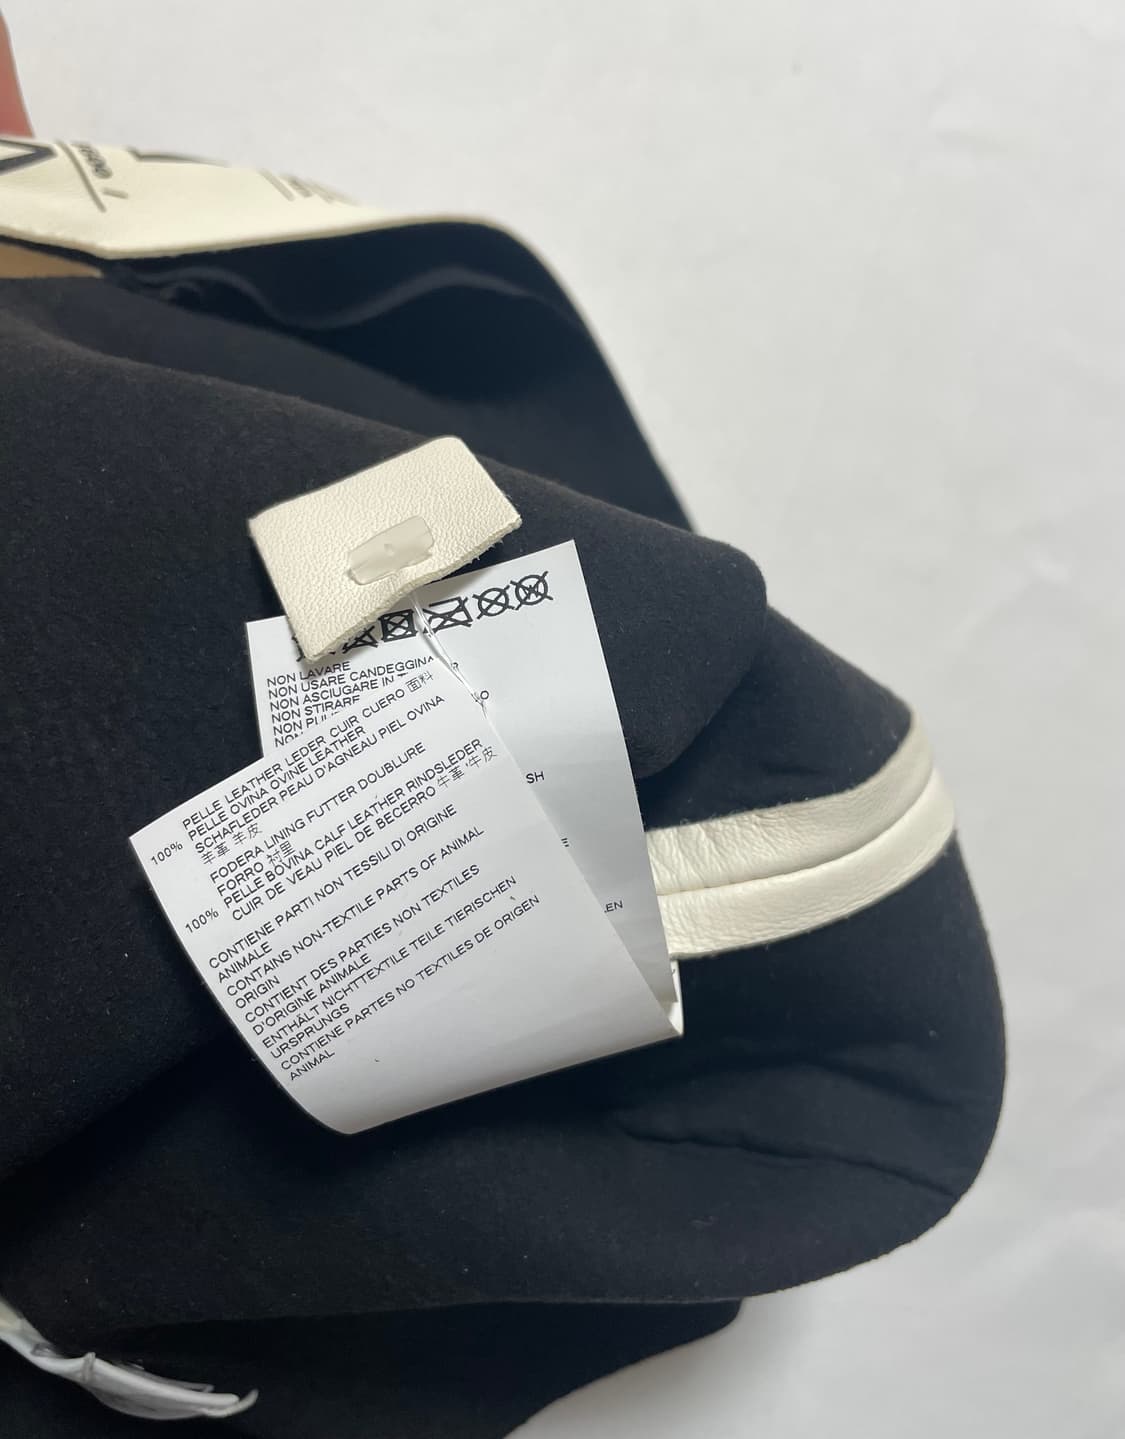 NON LAVARE
NON USARE CANDEGGINA
NON ASCIUGARE IN
NON STIRARE
PELLE LEATHER LEDER CUIR CUERO 面料
100% PELLE OVINA OVINE LEATHER
SCHAFLEDER PEAU D'AGNEAU PIEL OVINA
羊革 羊皮
FODERA LINING FUTTER DOUBLURE
FORRO 衬里
100% PELLE BOVINA CALF LEATHER RINDSLEDER
CUIR DE VEAU PIEL DE BECERRO 牛革·牛皮
CONTIENE PARTI NON TESSILI DI ORIGINE
ANIMALE
CONTAINS NON-TEXTILE PARTS OF ANIMAL
ORIGIN
CONTIENT DES PARTIES NON TEXTILES
D'ORIGINE ANIMALE
ENTHÄLT NICHTTEXTILE TEILE TIERISCHEN
URSPRUNGS
CONTIENE PARTES NO TEXTILES DE ORIGEN
ANIMAL